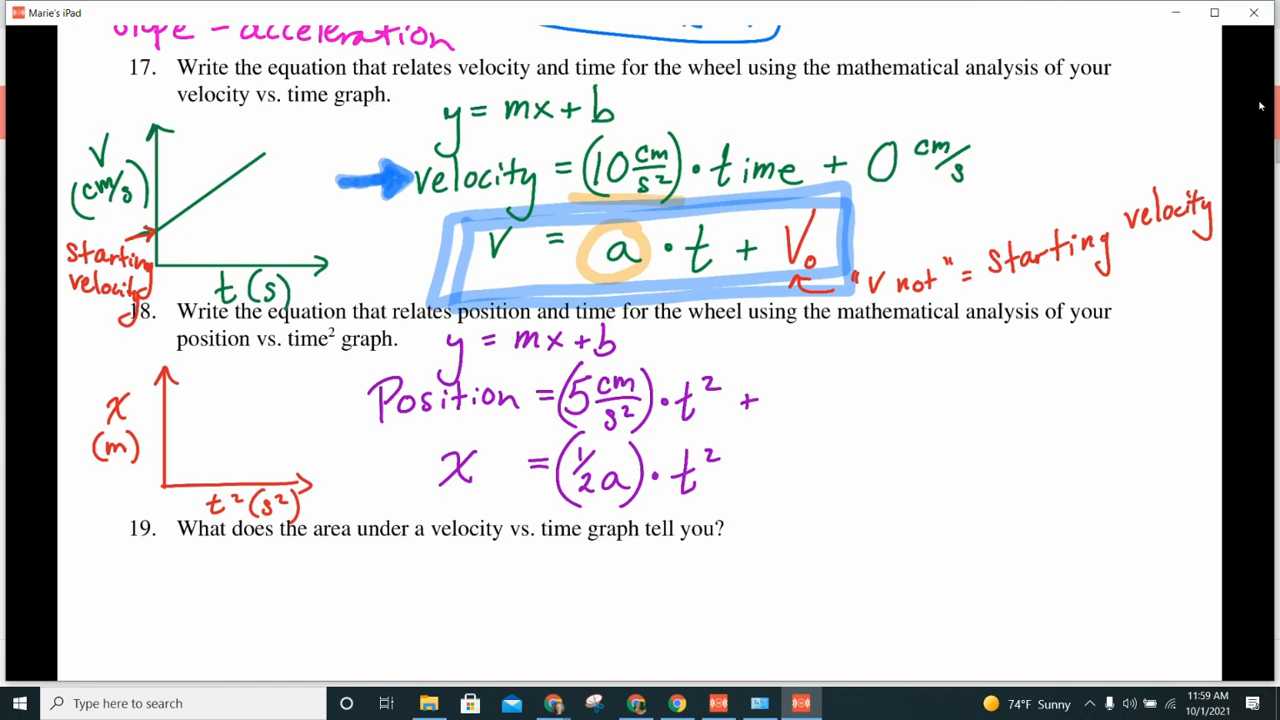 Marie's iPad
slope - acceleration
17. Write the equation that relates velocity and time for the wheel using the mathematical analysis of your
velocity vs. time graph.
y = mx + b
V
(cm/s)
velocity = (10 cm/s²) · time + 0 cm/s
v = a · t + V₀
"v not" = starting velocity
starting
velocity
t (s)
18. Write the equation that relates position and time for the wheel using the mathematical analysis of your
position vs. time² graph.
y = mx + b
x
(m)
Position = (5 cm/s²) · t² +
x = (½a) · t²
t² (s²)
19. What does the area under a velocity vs. time graph tell you?
Type here to search
74°F Sunny
11:59 AM
10/1/2021